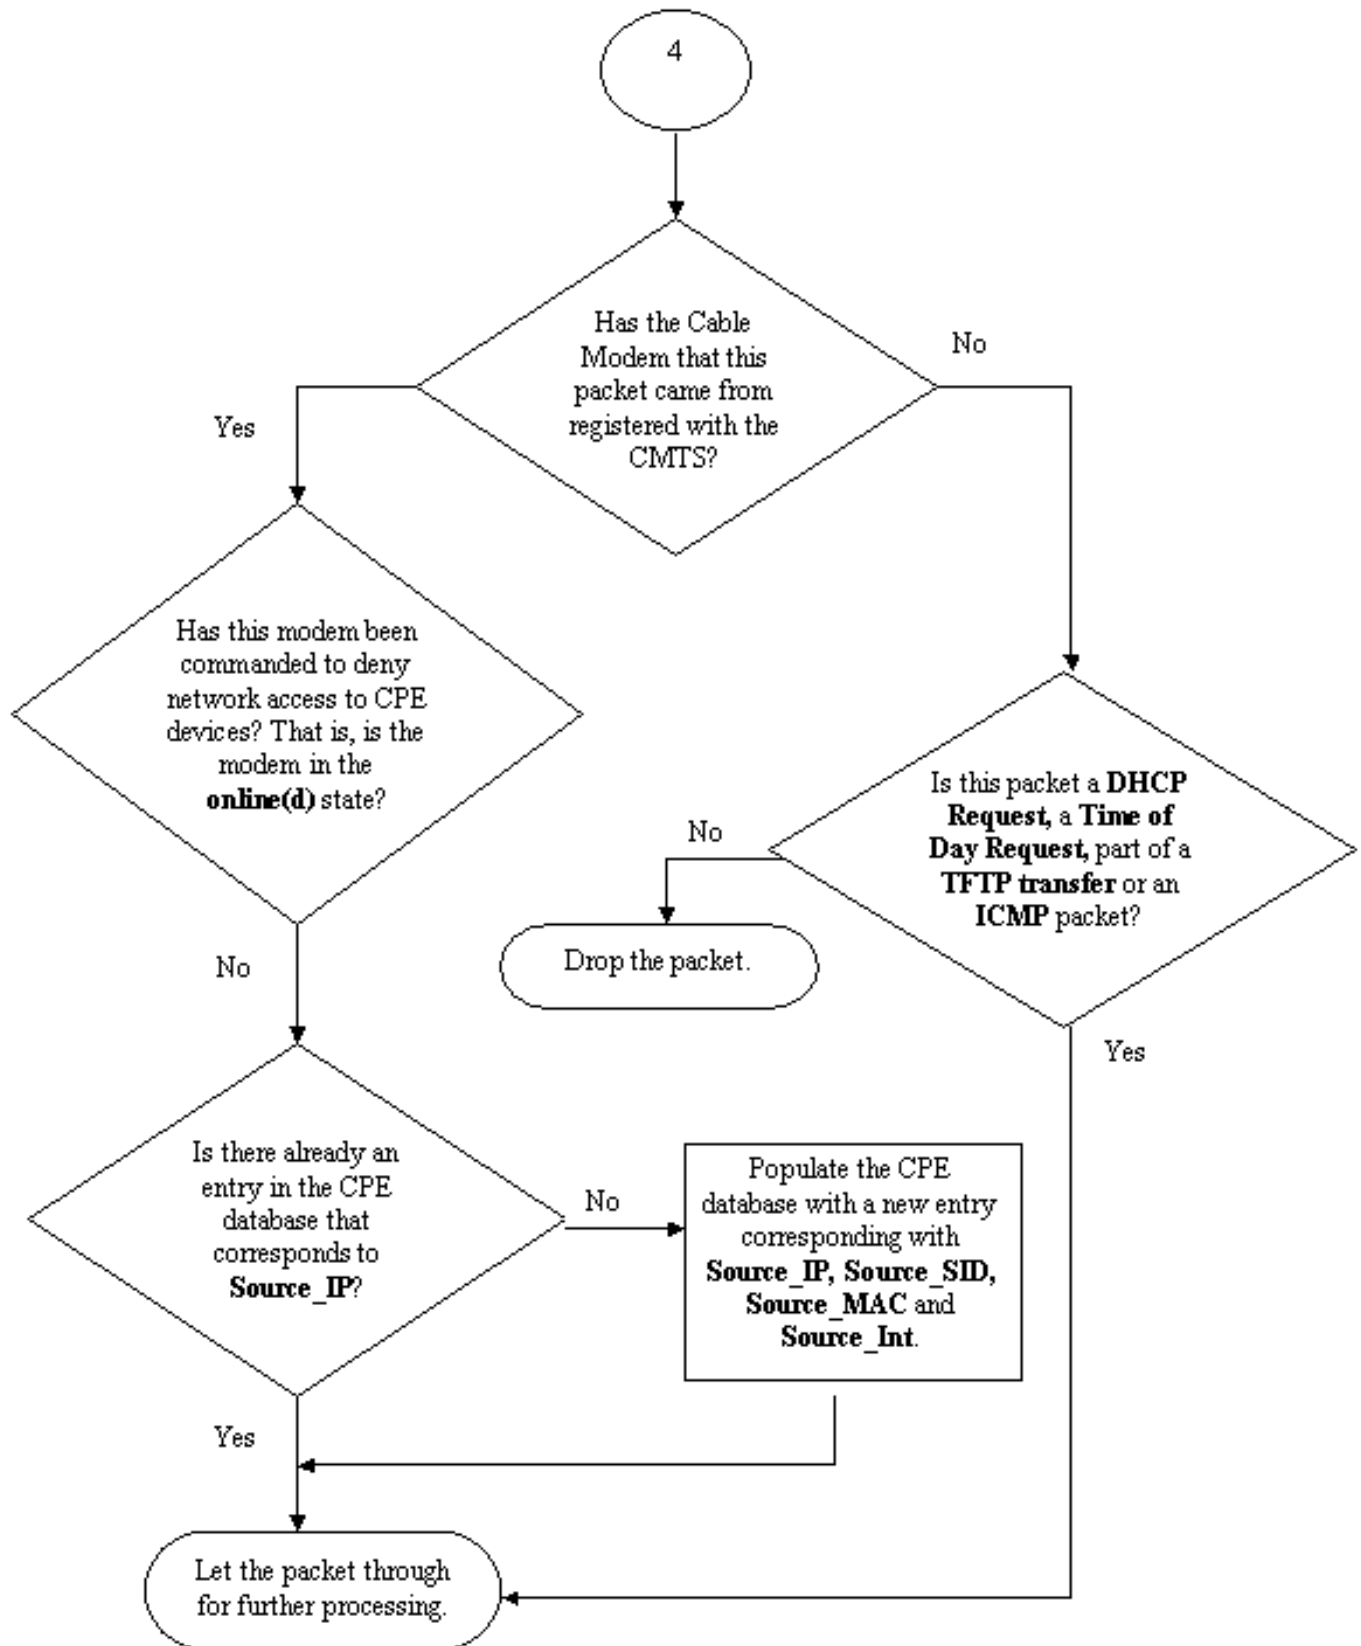 4
Has the Cable
Modem that this
packet came from
registered with the
CMTS?
No
Yes
Has this modem been
commanded to deny
network access to CPE
devices? That is, is the
modem in the
online(d) state?
Is this packet a DHCP
Request, a Time of
Day Request, part of a
TFTP transfer or an
ICMP packet?
No
Drop the packet.
No
Yes
Is there already an
entry in the CPE
database that
corresponds to
Source_IP?
No
Populate the CPE
database with a new entry
corresponding with
Source_IP, Source_SID,
Source_MAC and
Source_Int.
Yes
Let the packet through
for further processing.